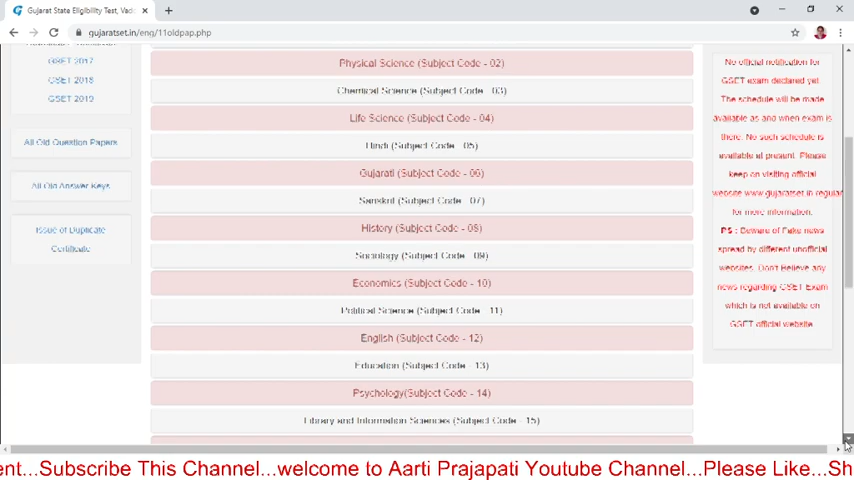 Gujarat State Eligibility Test, Vado
gujaratset.in/eng/11oldpap.php
GSET 2017
GSET 2018
GSET 2019
All Old Question Papers
All Old Answer Keys
Issue of Duplicate
Certificate
Physical Science (Subject Code - 02)
Chemical Science (Subject Code - 03)
Life Science (Subject Code - 04)
Hindi (Subject Code - 05)
Gujarati (Subject Code - 06)
Sanskrit (Subject Code - 07)
History (Subject Code - 08)
Sociology (Subject Code - 09)
Economics (Subject Code - 10)
Political Science (Subject Code - 11)
English (Subject Code - 12)
Education (Subject Code - 13)
Psychology(Subject Code - 14)
Library and Information Sciences (Subject Code - 15)
No official notification for
GSET exam declared yet.
The schedule will be made
available as and when exam is
there. No such schedule is
available at present. Please
keep on visiting official
website www.gujaratset.in regular
for more information.
PS : Beware of Fake news
spread by different unofficial
websites. Don't Believe any
news regarding GSET Exam
which is not available on
GSET official website.
ent...Subscribe This Channel...welcome to Aarti Prajapati Youtube Channel...Please Like...Sh